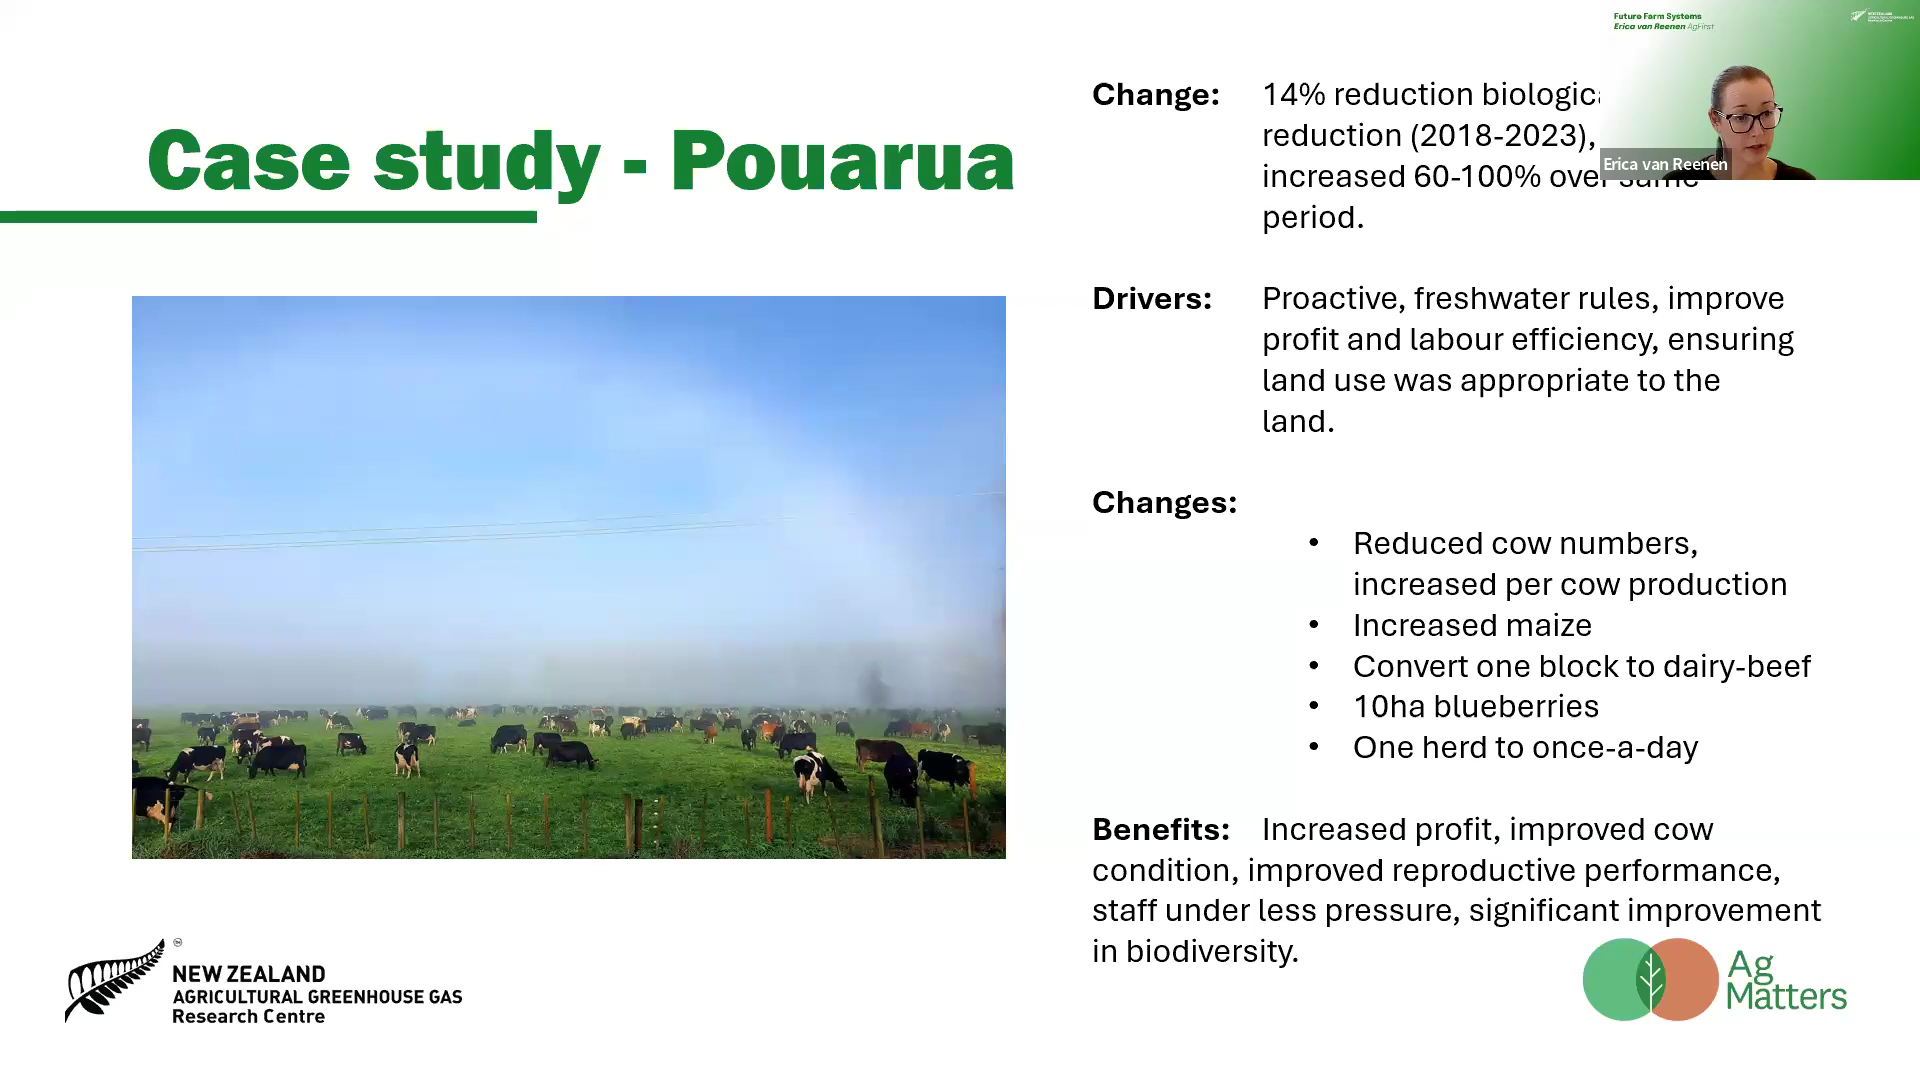 Future Farm Systems
Erica van Reenen AgFirst
Case study - Pouarua
Change: 14% reduction
reduction (2018-2023),
increased 60-100% over same
period.
Drivers: Proactive, freshwater rules, improve
profit and labour efficiency, ensuring
land use was appropriate to the
land.
Changes:
• Reduced cow numbers,
increased per cow production
• Increased maize
• Convert one block to dairy-beef
• 10ha blueberries
• One herd to once-a-day
Benefits: Increased profit, improved cow
condition, improved reproductive performance,
staff under less pressure, significant improvement
in biodiversity.
Erica van Reenen
NEW ZEALAND
AGRICULTURAL GREENHOUSE GAS
Research Centre
Ag
Matters